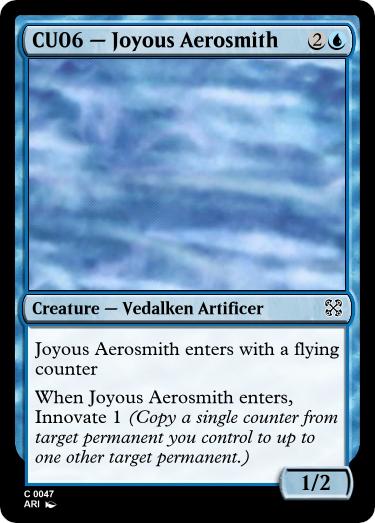 CU06 — Joyous Aerosmith 2
Creature — Vedalken Artificer
Joyous Aerosmith enters with a flying
counter
When Joyous Aerosmith enters,
Innovate 1 (Copy a single counter from
target permanent you control to up to
one other target permanent.)
1/2
C 0047
ARI